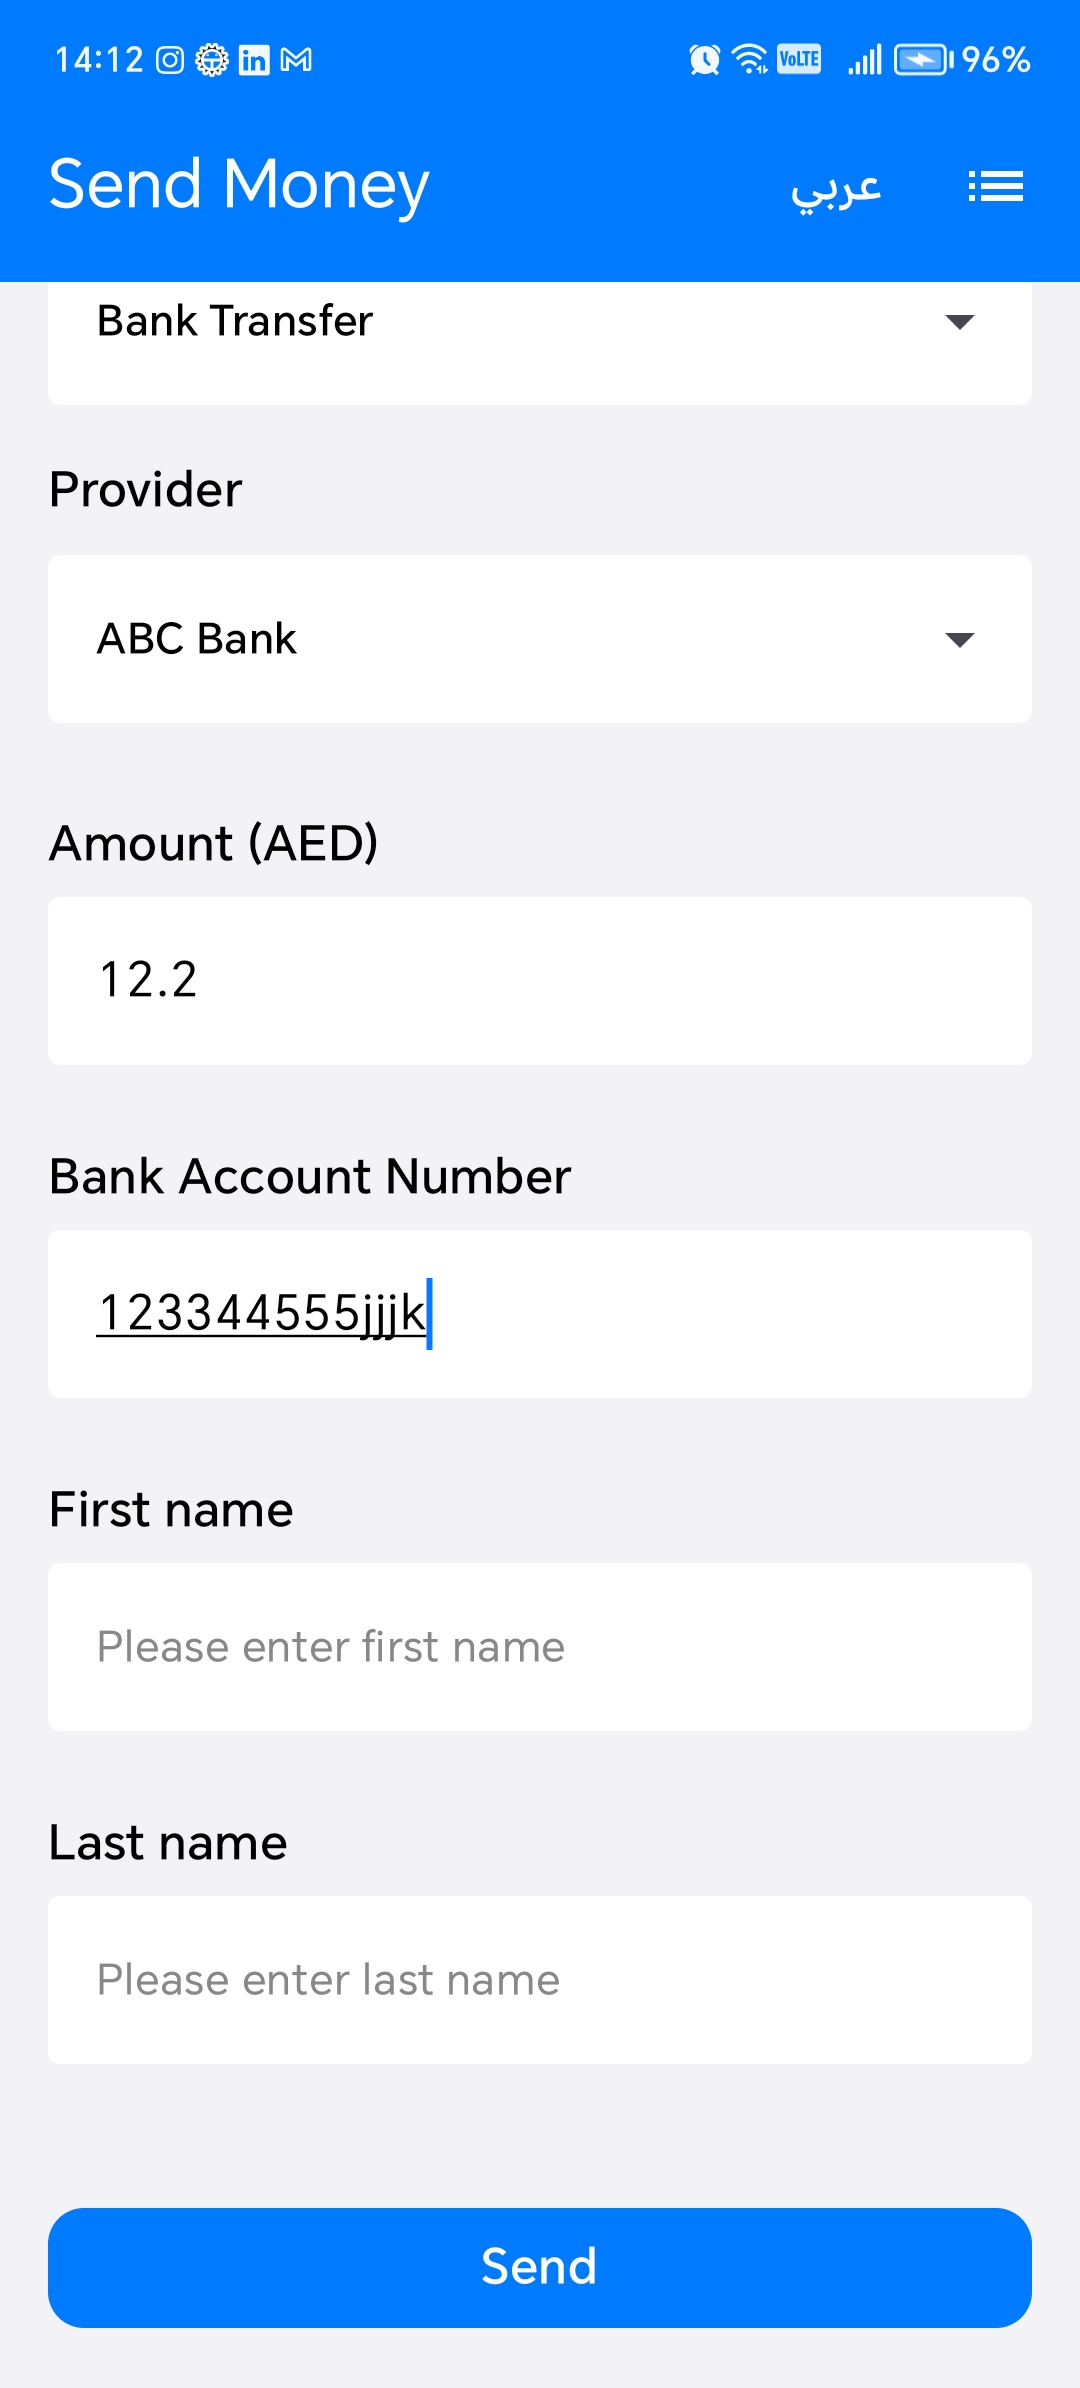 14:12 VoLTE 96%
Send Money عربي
Bank Transfer
Provider
ABC Bank
Amount (AED)
12.2
Bank Account Number
123344555jjjk
First name
Please enter first name
Last name
Please enter last name
Send